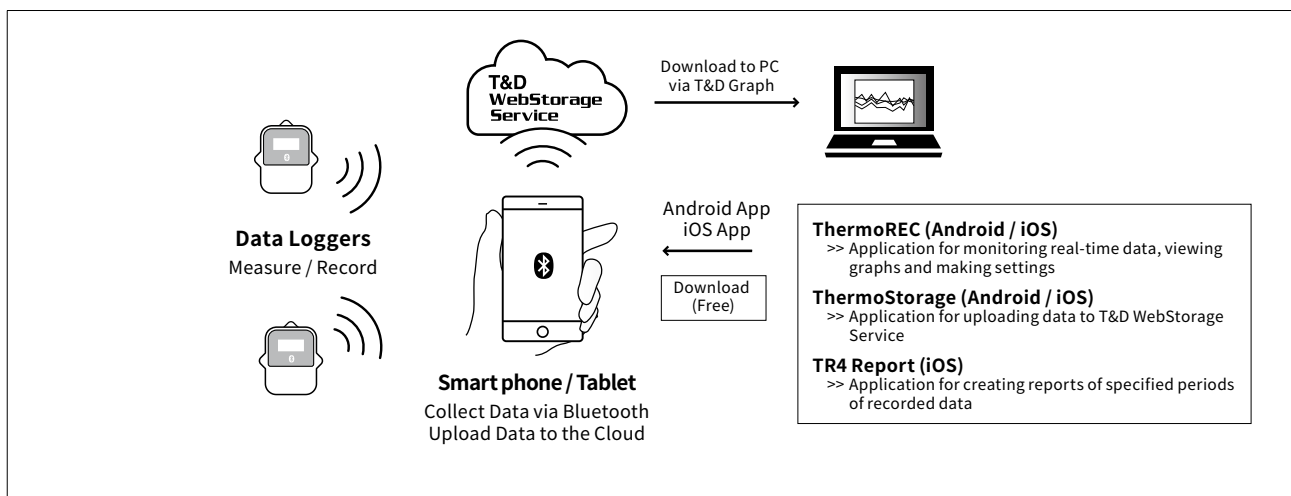 T&D
WebStorage
Service
Download to PC
via T&D Graph
Data Loggers
Measure / Record
Smart phone / Tablet
Collect Data via Bluetooth
Upload Data to the Cloud
Android App
iOS App
Download
(Free)
ThermoREC (Android / iOS)
>> Application for monitoring real-time data, viewing
graphs and making settings
ThermoStorage (Android / iOS)
>> Application for uploading data to T&D WebStorage
Service
TR4 Report (iOS)
>> Application for creating reports of specified periods
of recorded data